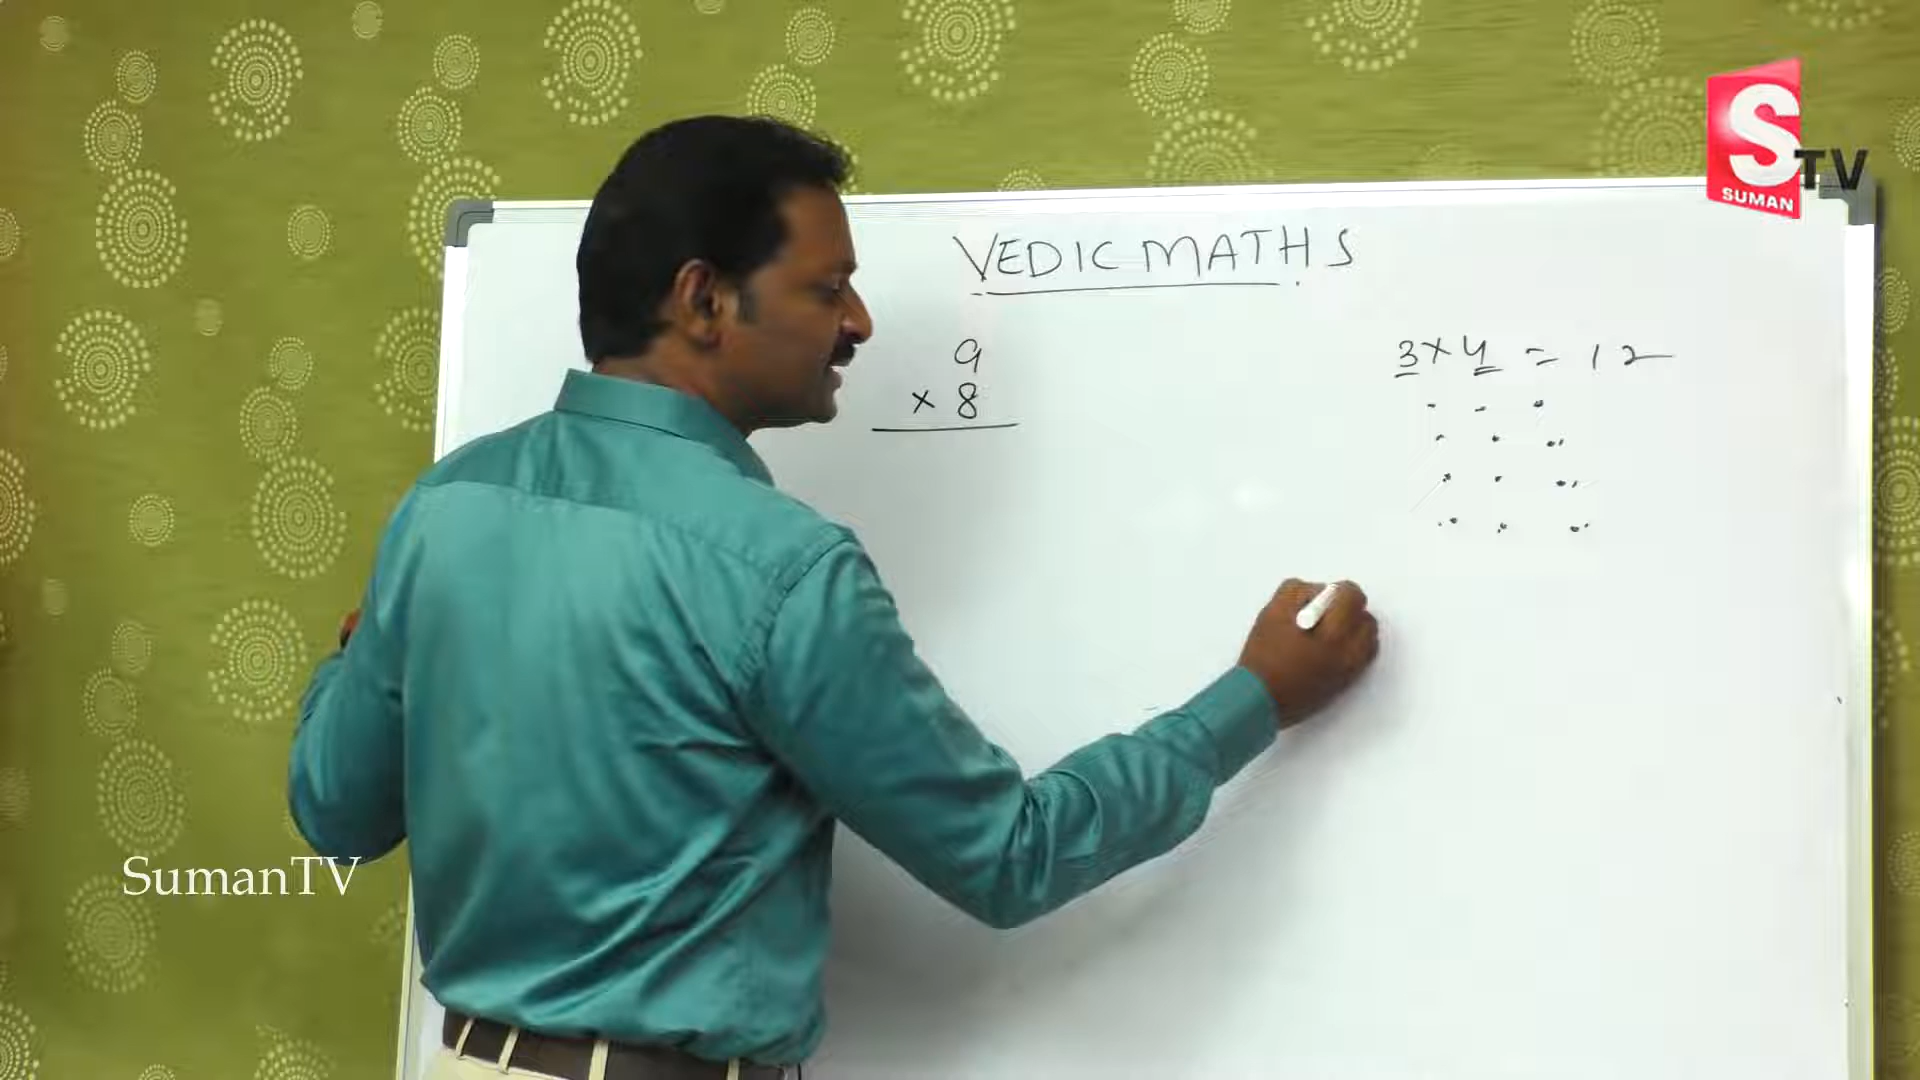 S
TV
SUMAN
VEDIC MATHS
9
× 8
3 × 4 = 12
SumanTV